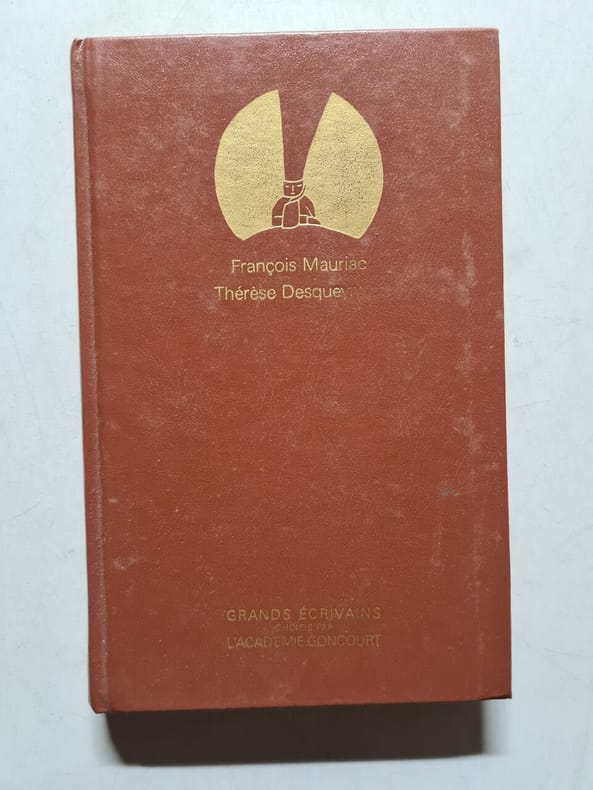 François Mauriac
Thérèse Desqueyroux
GRANDS ÉCRIVAINS
CHOISIS PAR
L'ACADÉMIE GONCOURT